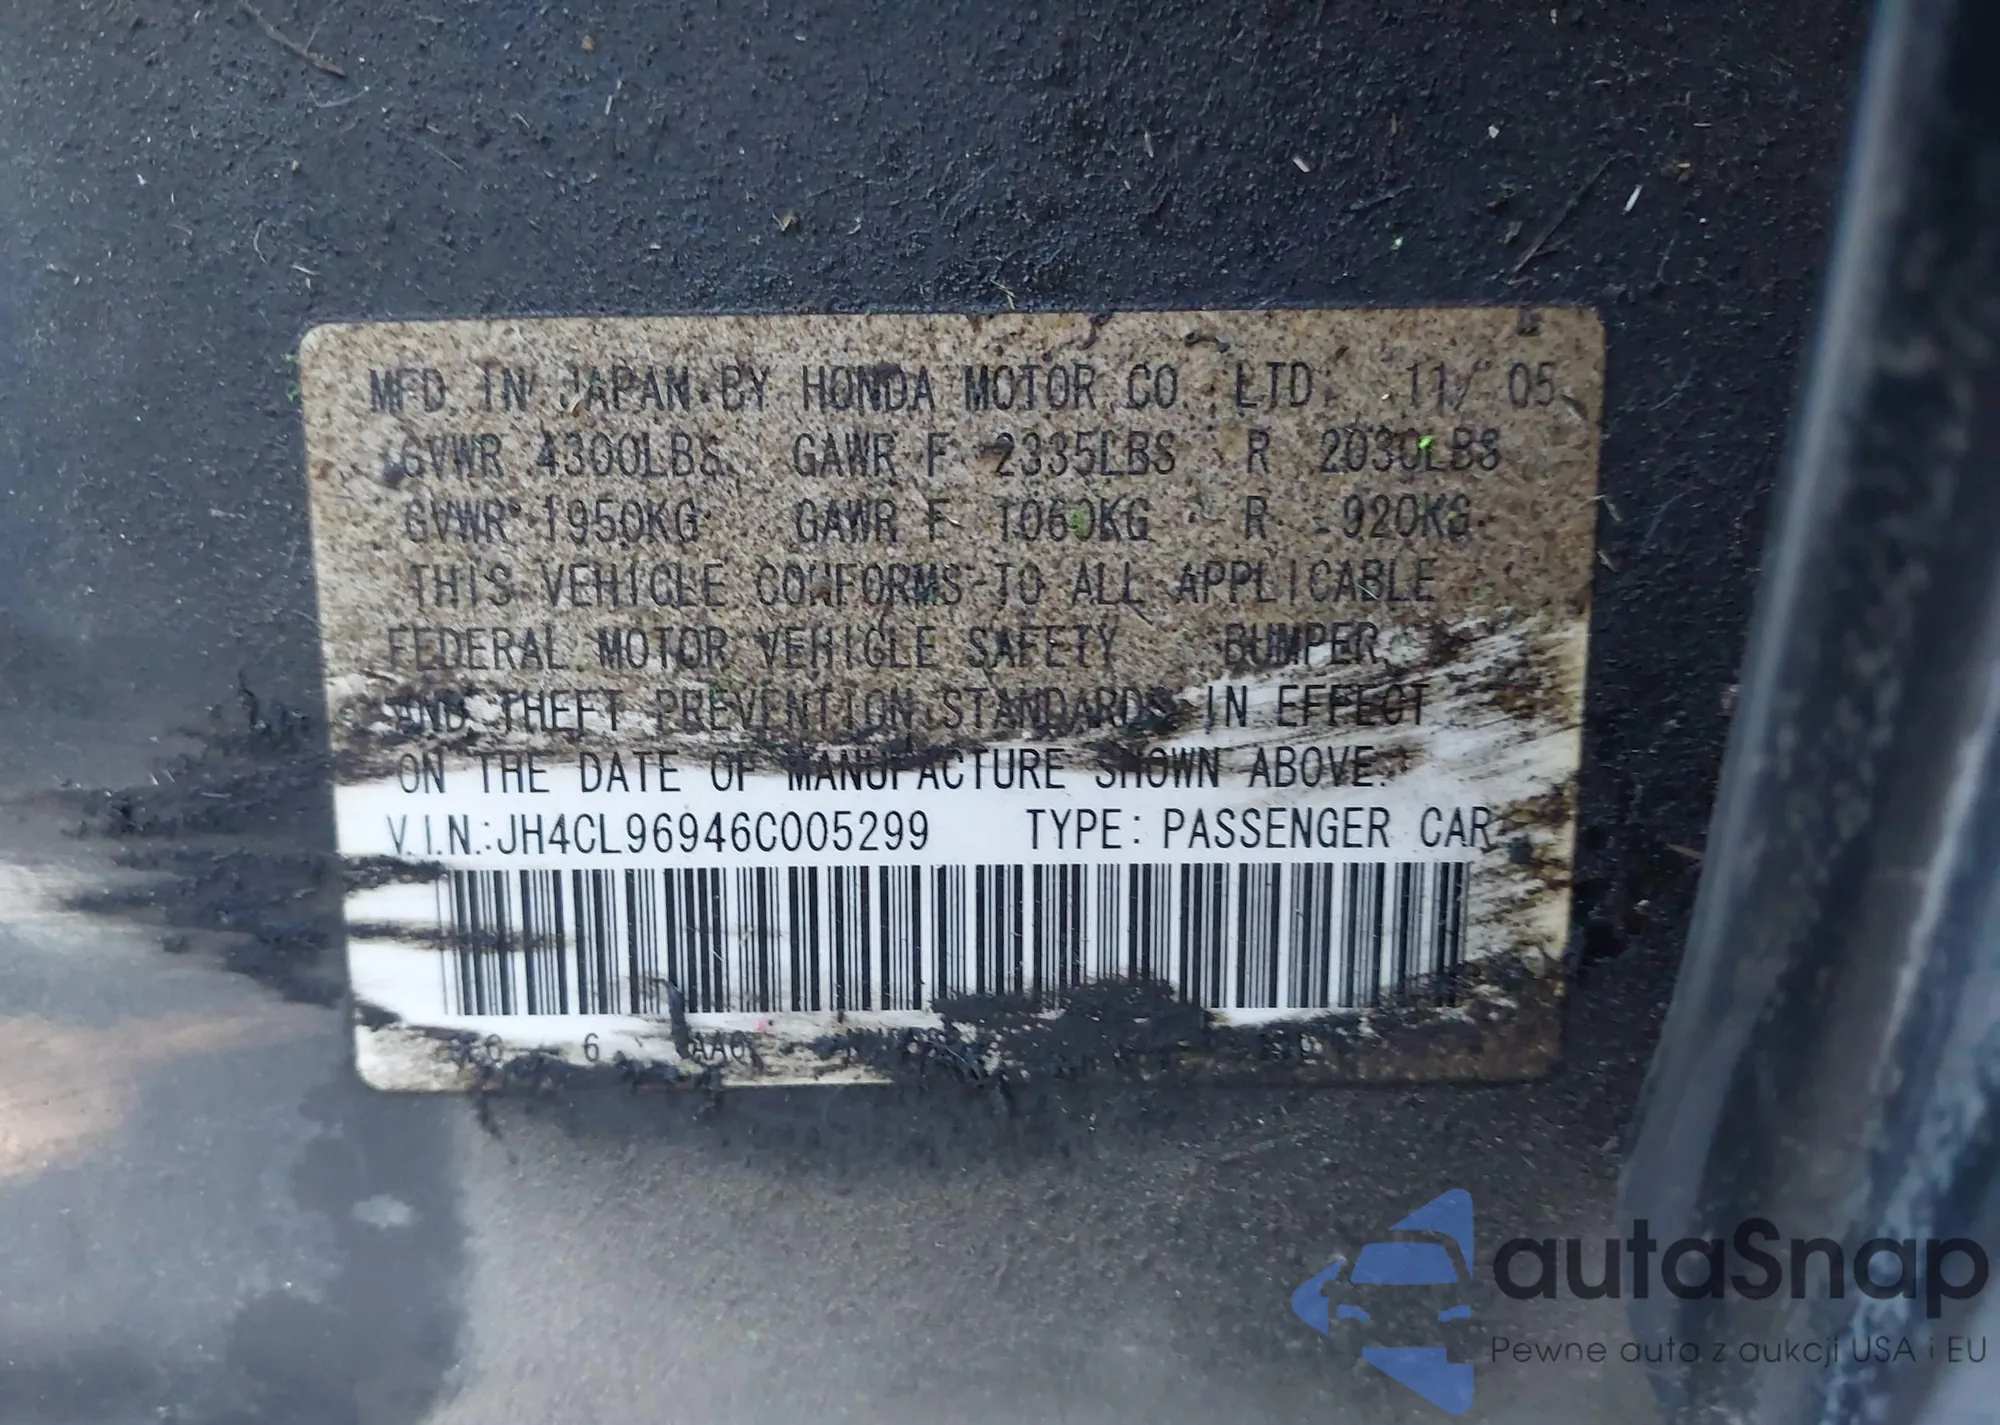 MFD. IN JAPAN BY HONDA MOTOR CO., LTD. 11/ 05
GVWR 4300LBS GAWR F 2335LBS R 2030LBS
GVWR 1950KG GAWR F 1060KG R 920KG
THIS VEHICLE CONFORMS TO ALL APPLICABLE
FEDERAL MOTOR VEHICLE SAFETY BUMPER,
AND THEFT PREVENTION STANDARDS IN EFFECT
ON THE DATE OF MANUFACTURE SHOWN ABOVE.
V.I.N.:JH4CL96946C005299 TYPE: PASSENGER CAR
6
autaSnap
Pewne auta z aukcji USA i EU